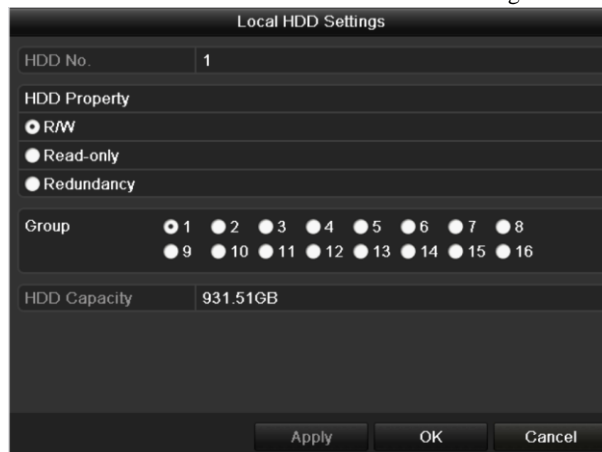 Local HDD Settings
HDD No. 1
HDD Property
R/W
Read-only
Redundancy
Group 1 2 3 4 5 6 7 8
9 10 11 12 13 14 15 16
HDD Capacity 931.51GB
Apply OK Cancel